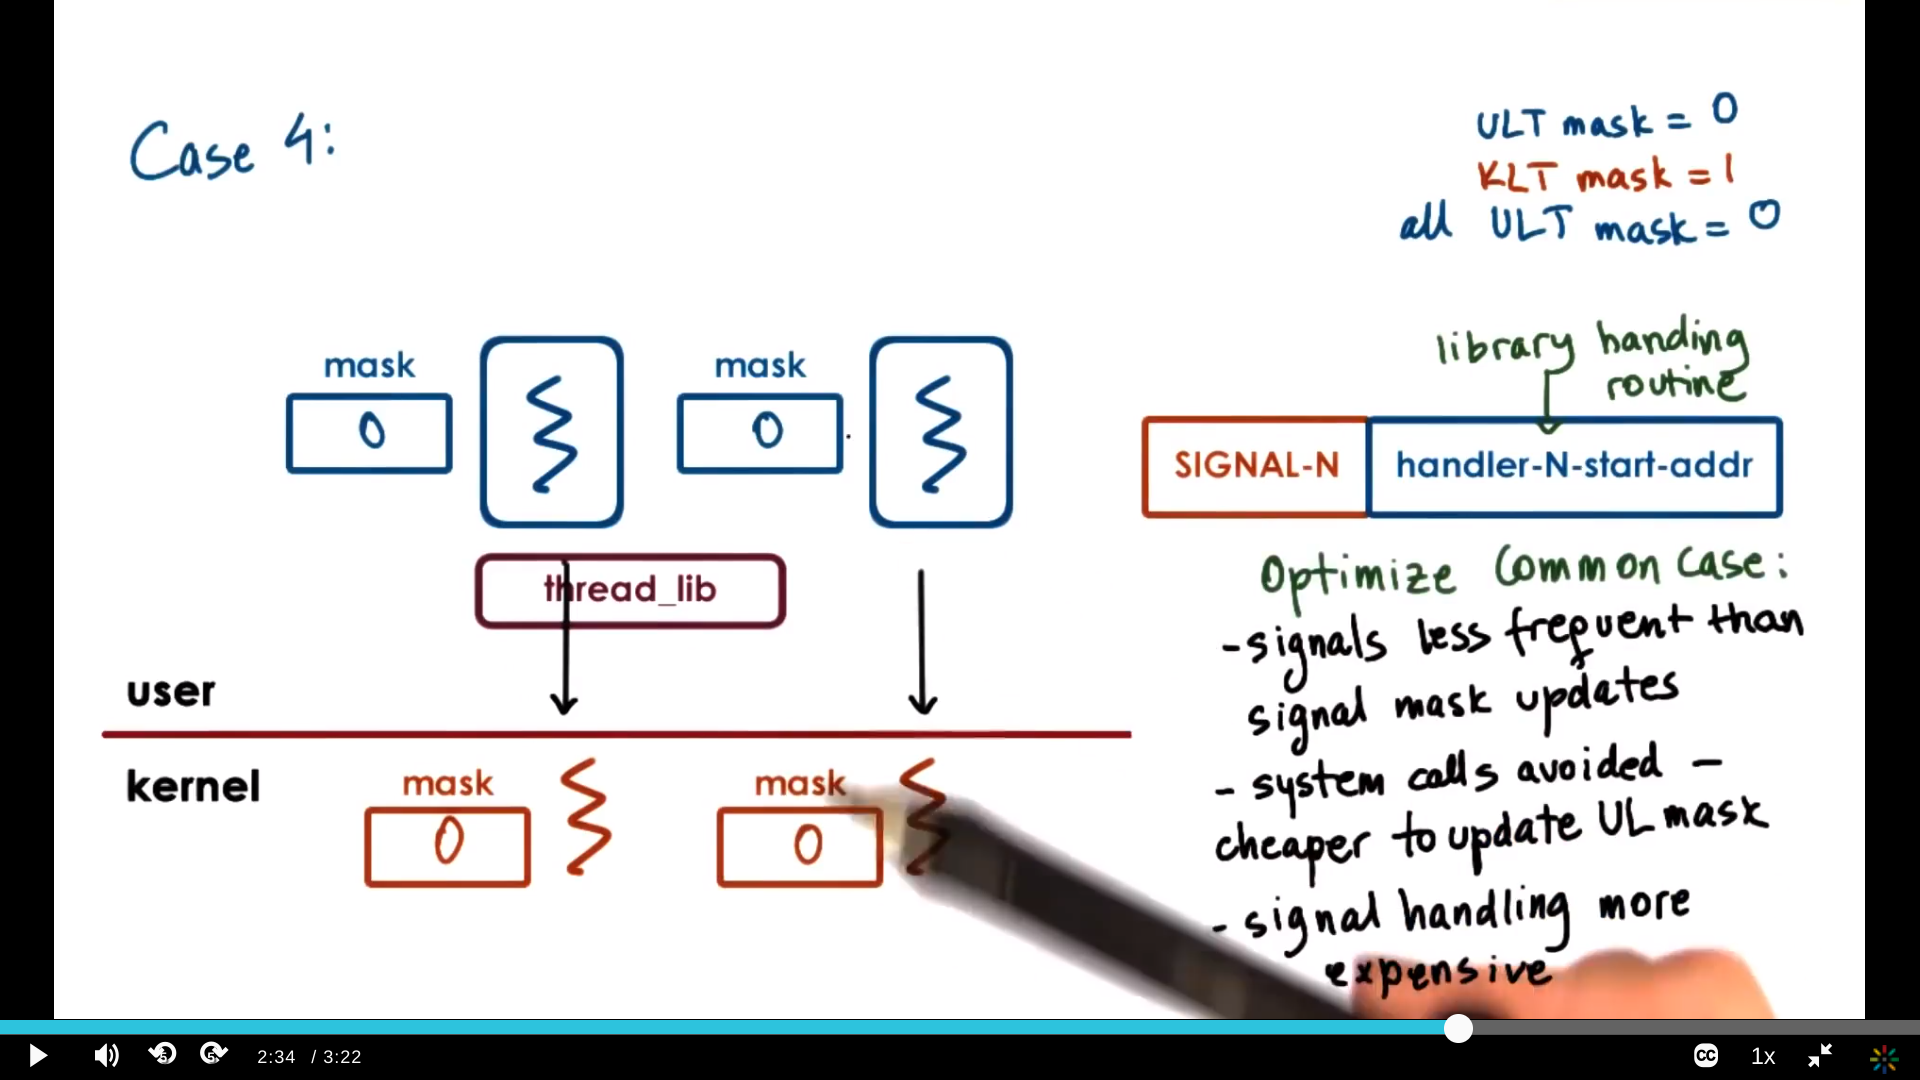 Case 4:
ULT mask = 0
KLT mask = 1
all ULT mask = 0
library handing
routine
mask
mask
0
0
SIGNAL-N
handler-N-start-addr
thread_lib
Optimize Common Case:
- signals less frequent than
signal mask updates
- system calls avoided -
cheaper to update UL mask
- signal handling more
expensive
user
kernel
mask
mask
0
0
5
5
2:34 / 3:22
CC
1x